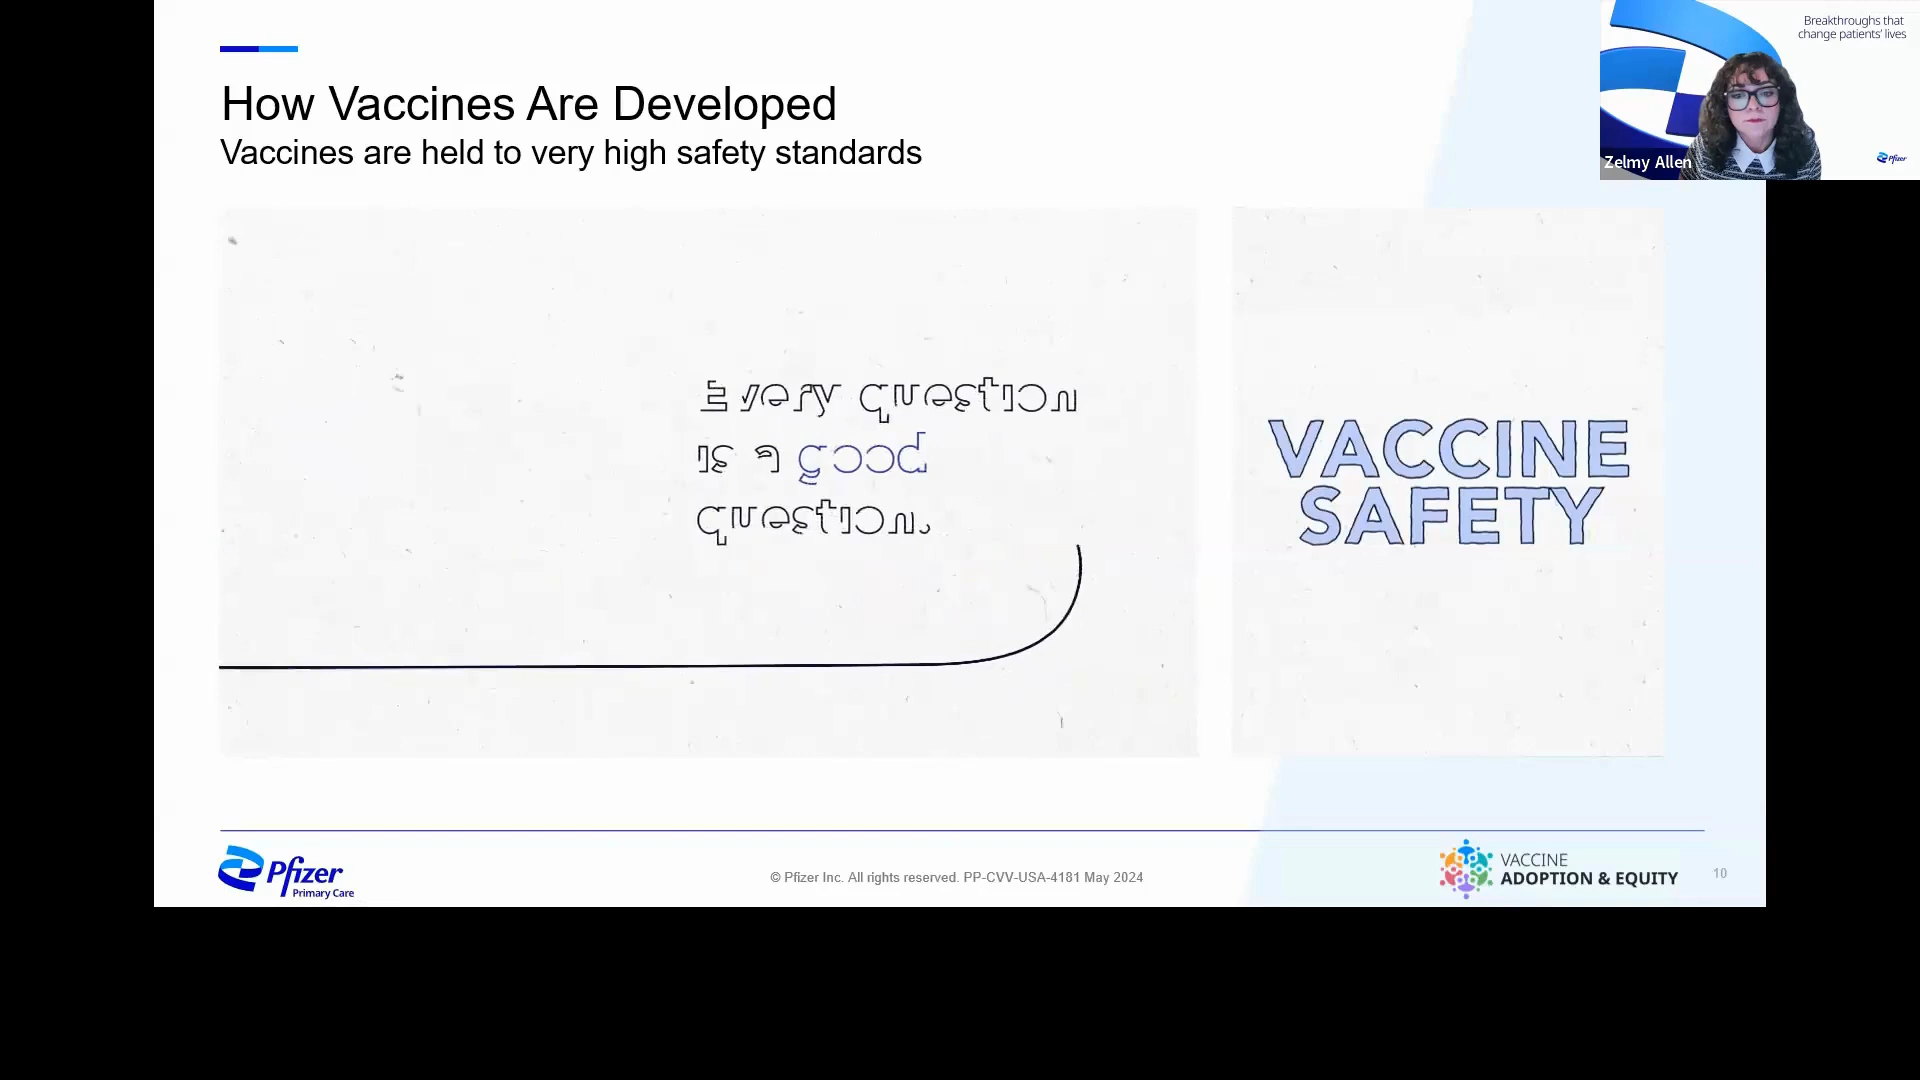 How Vaccines Are Developed
Vaccines are held to very high safety standards
Every question
is a good
question.
VACCINE
SAFETY
Breakthroughs that
change patients' lives
Zelmy Allen
Pfizer
Pfizer
Primary Care
© Pfizer Inc. All rights reserved. PP-CVV-USA-4181 May 2024
VACCINE
ADOPTION & EQUITY
10